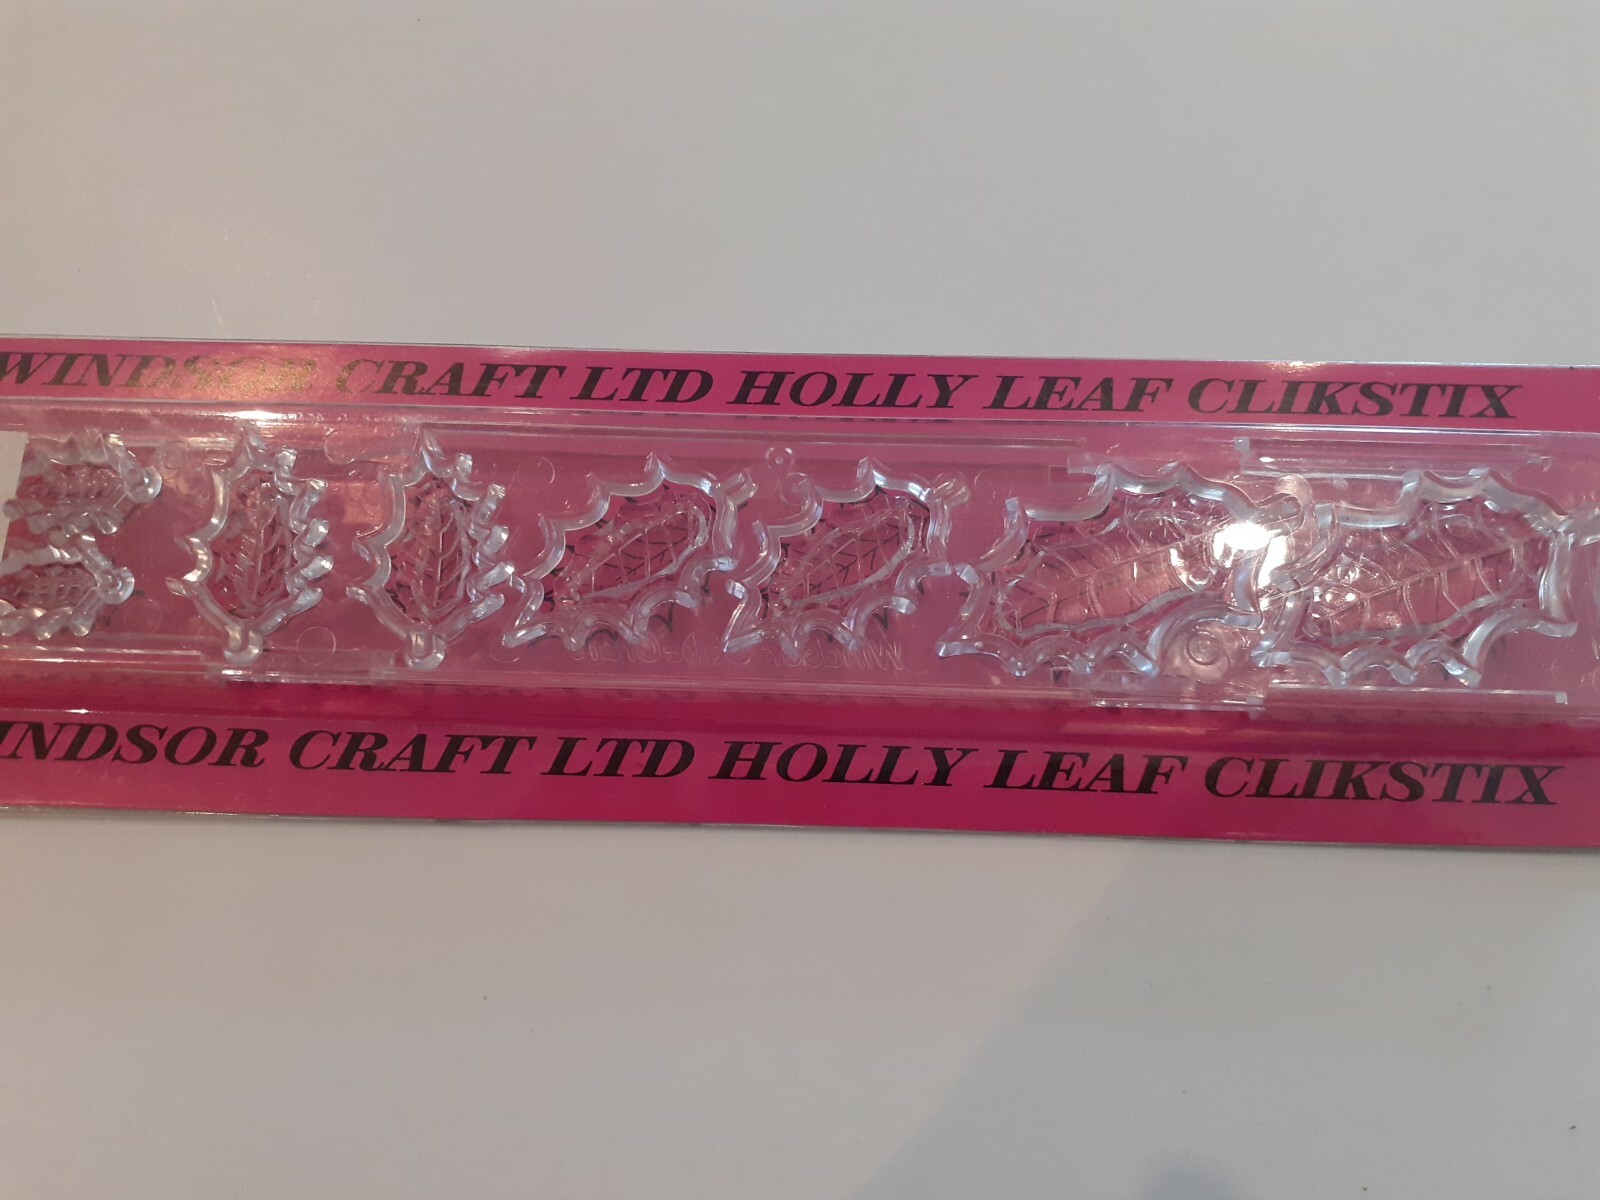 WINDSOR CRAFT LTD HOLLY LEAF CLIKSTIX
INDSOR CRAFT LTD HOLLY LEAF CLIKSTIX